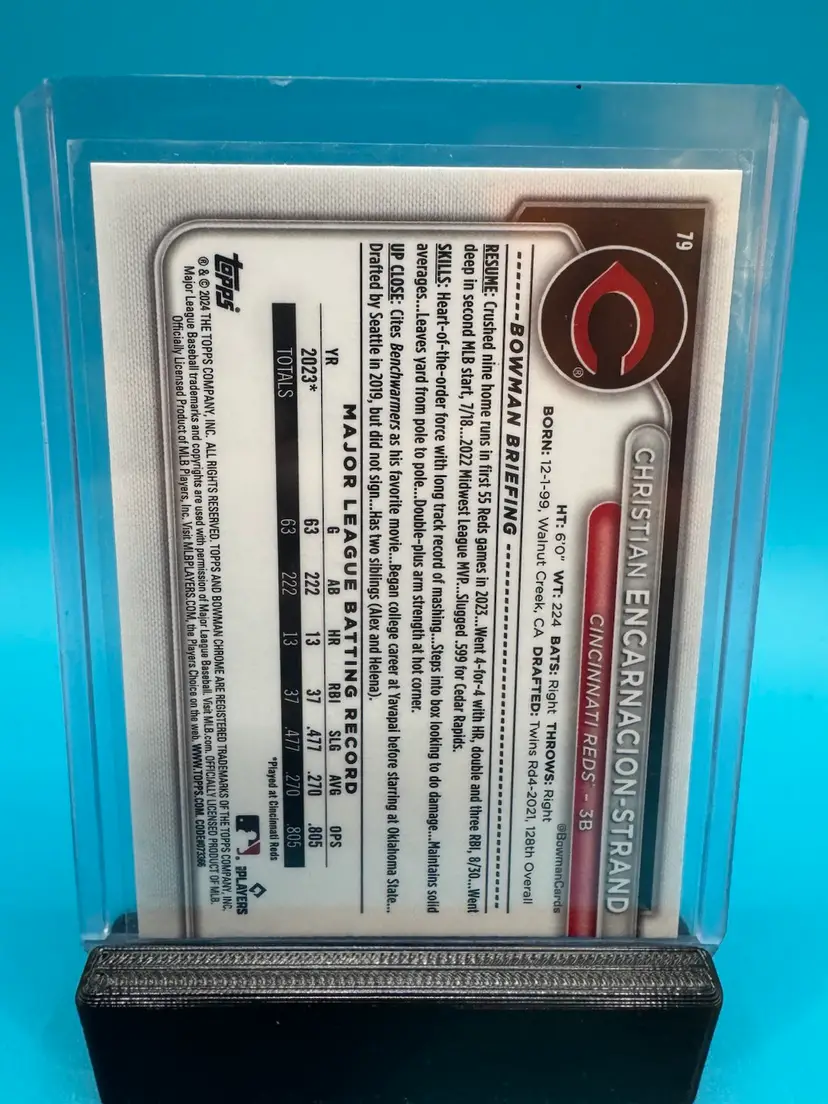 79
CHRISTIAN ENCARNACION-STRAND
CINCINNATI REDS® - 3B
@BowmanCards
HT: 6'0" WT: 224 BATS: Right THROWS: Right
BORN: 12-1-99, Walnut Creek, CA DRAFTED: Twins Rd4-2021, 128th Overall
BOWMAN BRIEFING
RESUME: Crushed nine home runs in first 55 Reds games in 2023...Went 4-for-4 with HR, double and three RBI, 8/30...Went
deep in second MLB start, 7/18...2022 Midwest League MVP...Slugged .599 for Cedar Rapids.
SKILLS: Heart-of-the-order force with long track record of mashing...Steps into box looking to do damage...Maintains solid
averages...Leaves yard from pole to pole...Double-plus arm strength at hot corner.
UP CLOSE: Cites Benchwarmers as his favorite movie...Began college career at Yavapai before starring at Oklahoma State...
Drafted by Seattle in 2019, but did not sign...Has two siblings (Alex and Helena).
MAJOR LEAGUE BATTING RECORD
YR G AB HR RBI SLG AVG OPS
2023* 63 222 13 37 .477 .270 .805
TOTALS 63 222 13 37 .477 .270 .805
*Played at Cincinnati Reds
topps
PLAYERS
® & © 2024 THE TOPPS COMPANY, INC. ALL RIGHTS RESERVED. TOPPS AND BOWMAN CHROME ARE REGISTERED TRADEMARKS OF THE TOPPS COMPANY, INC.
Major League Baseball trademarks and copyrights are used with permission of Major League Baseball. Visit MLB.com. OFFICIALLY LICENSED PRODUCT OF MLB
Officially Licensed Product of MLB Players, Inc. Visit MLBPLAYERS.COM, the Players Choice on the web. WWW.TOPPS.COM. CODE#073186